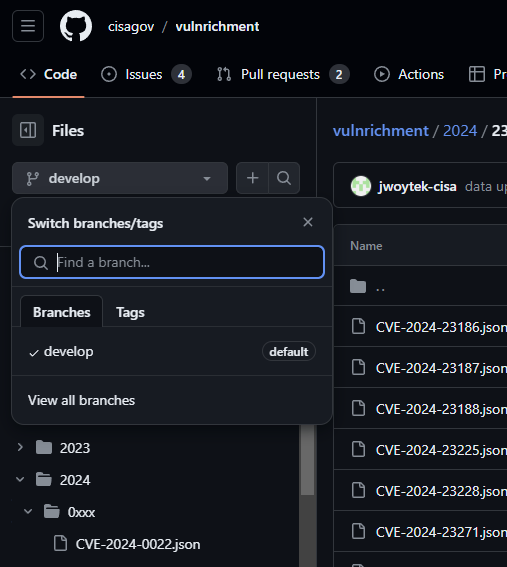 cisagov / vulnrichment
Code
Issues 4
Pull requests 2
Actions
Pr
Files
vulnrichment / 2024 / 23
develop
jwoytek-cisa data up
Switch branches/tags
Find a branch...
Name
..
Branches
Tags
CVE-2024-23186.json
develop
default
CVE-2024-23187.json
View all branches
CVE-2024-23188.json
2023
CVE-2024-23225.json
2024
CVE-2024-23228.json
0xxx
CVE-2024-23271.json
CVE-2024-0022.json